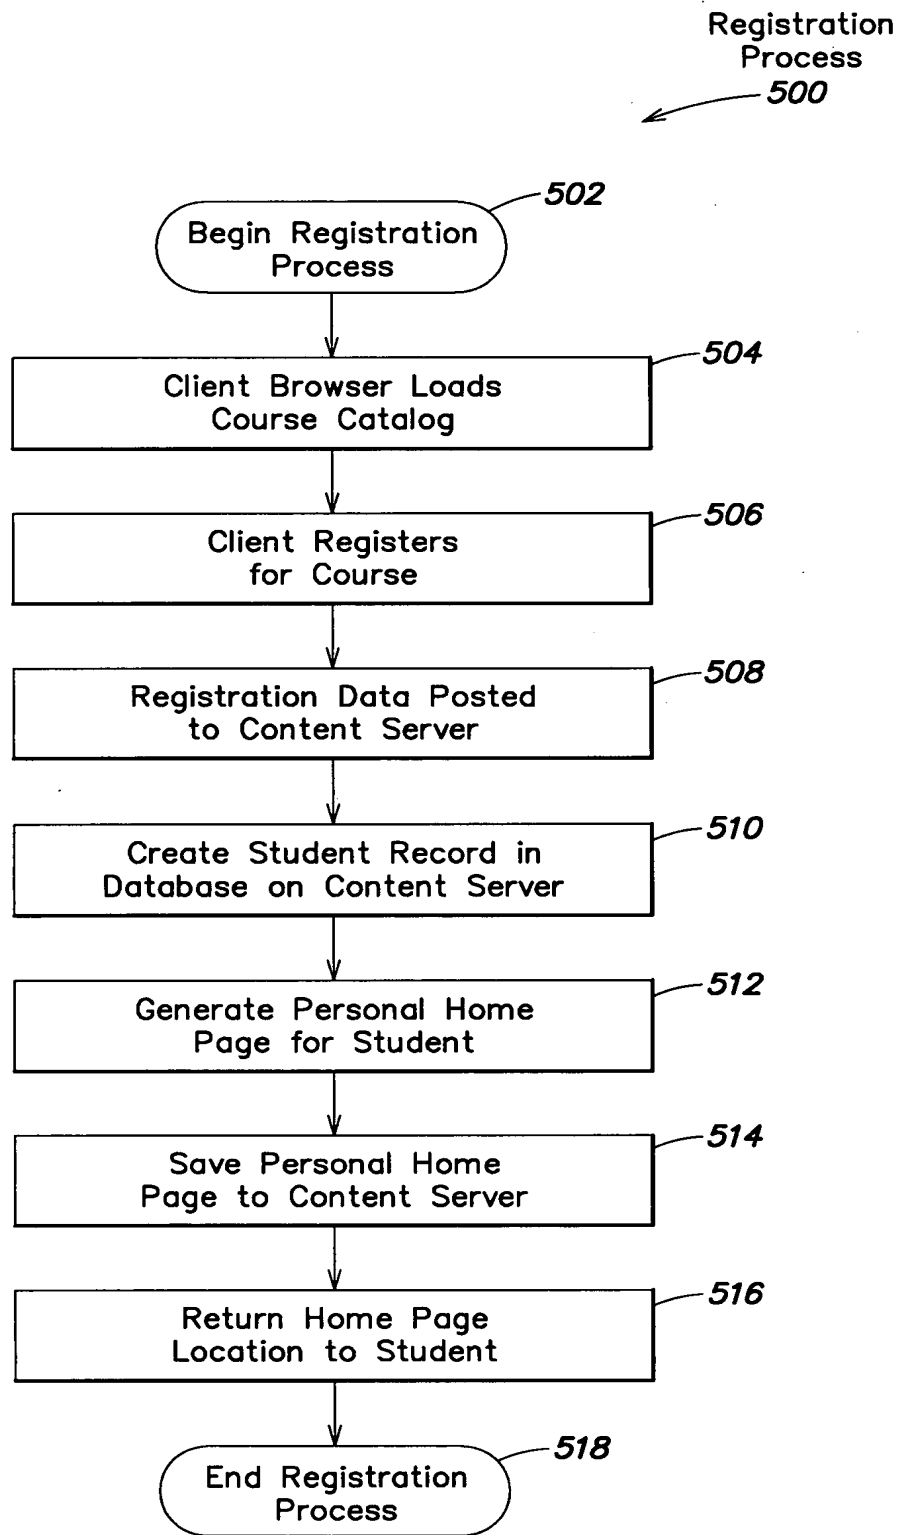 Registration
Process
500
502
Begin Registration
Process
504
Client Browser Loads
Course Catalog
506
Client Registers
for Course
508
Registration Data Posted
to Content Server
510
Create Student Record in
Database on Content Server
512
Generate Personal Home
Page for Student
514
Save Personal Home
Page to Content Server
516
Return Home Page
Location to Student
518
End Registration
Process